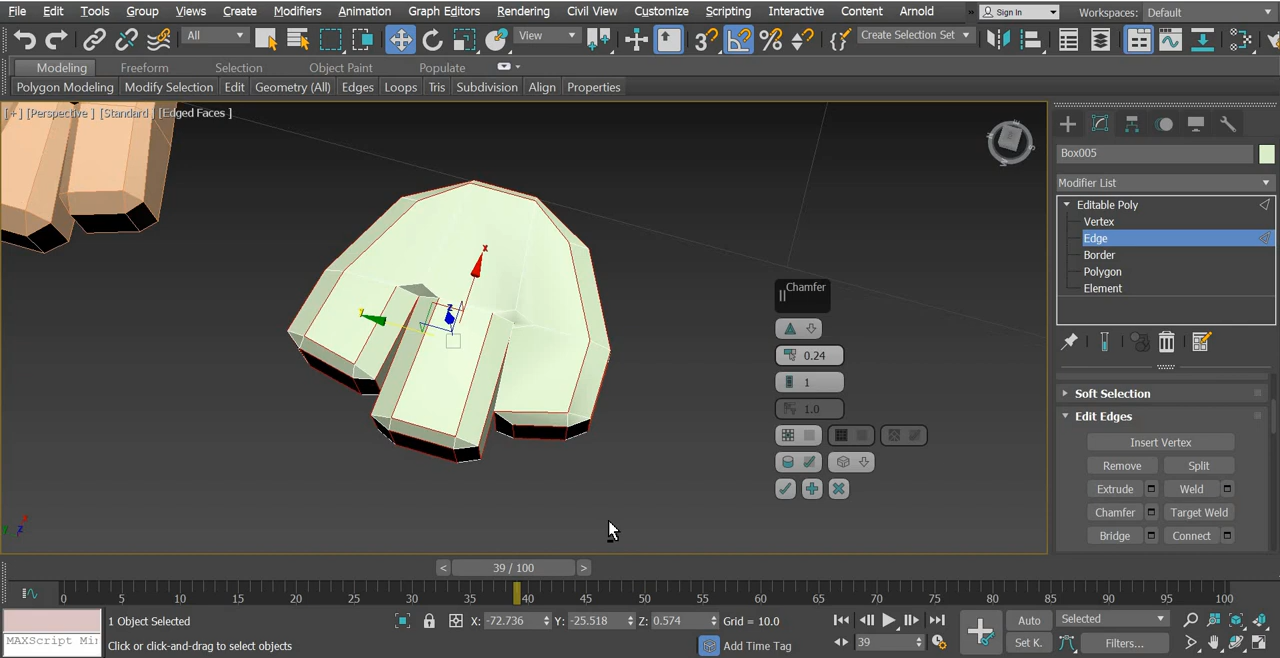 File Edit Tools Group Views Create Modifiers Animation Graph Editors Rendering Civil View Customize Scripting Interactive Content Arnold » Sign In Workspaces: Default
All View Create Selection Set
Modeling Freeform Selection Object Paint Populate
Polygon Modeling Modify Selection Edit Geometry (All) Edges Loops Tris Subdivision Align Properties
[+] [Perspective ] [Standard ] [Edged Faces ]
Box005
Modifier List
Editable Poly
Vertex
Edge
Border
Polygon
Element
x
y
z
Chamfer
0.24
1
1.0
Soft Selection
Edit Edges
Insert Vertex
Remove Split
Extrude Weld
Chamfer Target Weld
Bridge Connect
x
y
z
< 39 / 100 >
0 5 10 15 20 25 30 35 40 45 50 55 60 65 70 75 80 85 90 95 100
1 Object Selected X: -72.736 Y: -25.518 Z: 0.574 Grid = 10.0 Auto Selected
MAXScript Mi
Click or click-and-drag to select objects Add Time Tag 39 Set K. Filters...